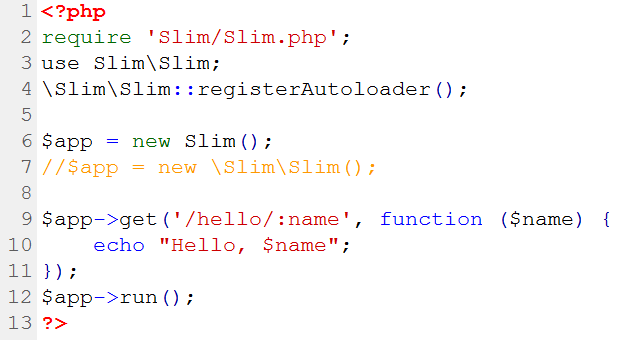 1 <?php
2 require 'Slim/Slim.php';
3 use Slim\Slim;
4 \Slim\Slim::registerAutoloader();
5
6 $app = new Slim();
7 //$app = new \Slim\Slim();
8
9 $app->get('/hello/:name', function ($name) {
10     echo "Hello, $name";
11 });
12 $app->run();
13 ?>